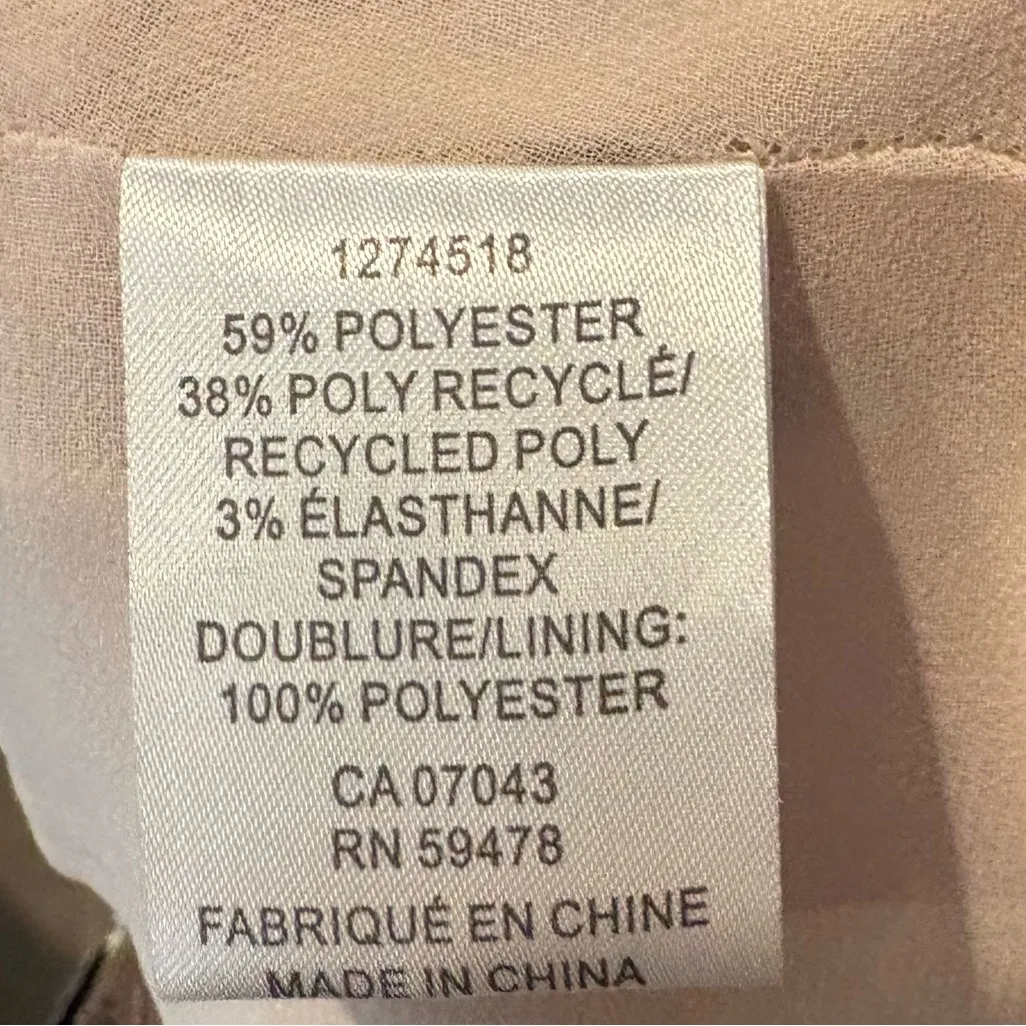 1274518
59% POLYESTER
38% POLY RECYCLÉ/
RECYCLED POLY
3% ÉLASTHANNE/
SPANDEX
DOUBLURE/LINING:
100% POLYESTER
CA 07043
RN 59478
FABRIQUÉ EN CHINE
MADE IN CHINA